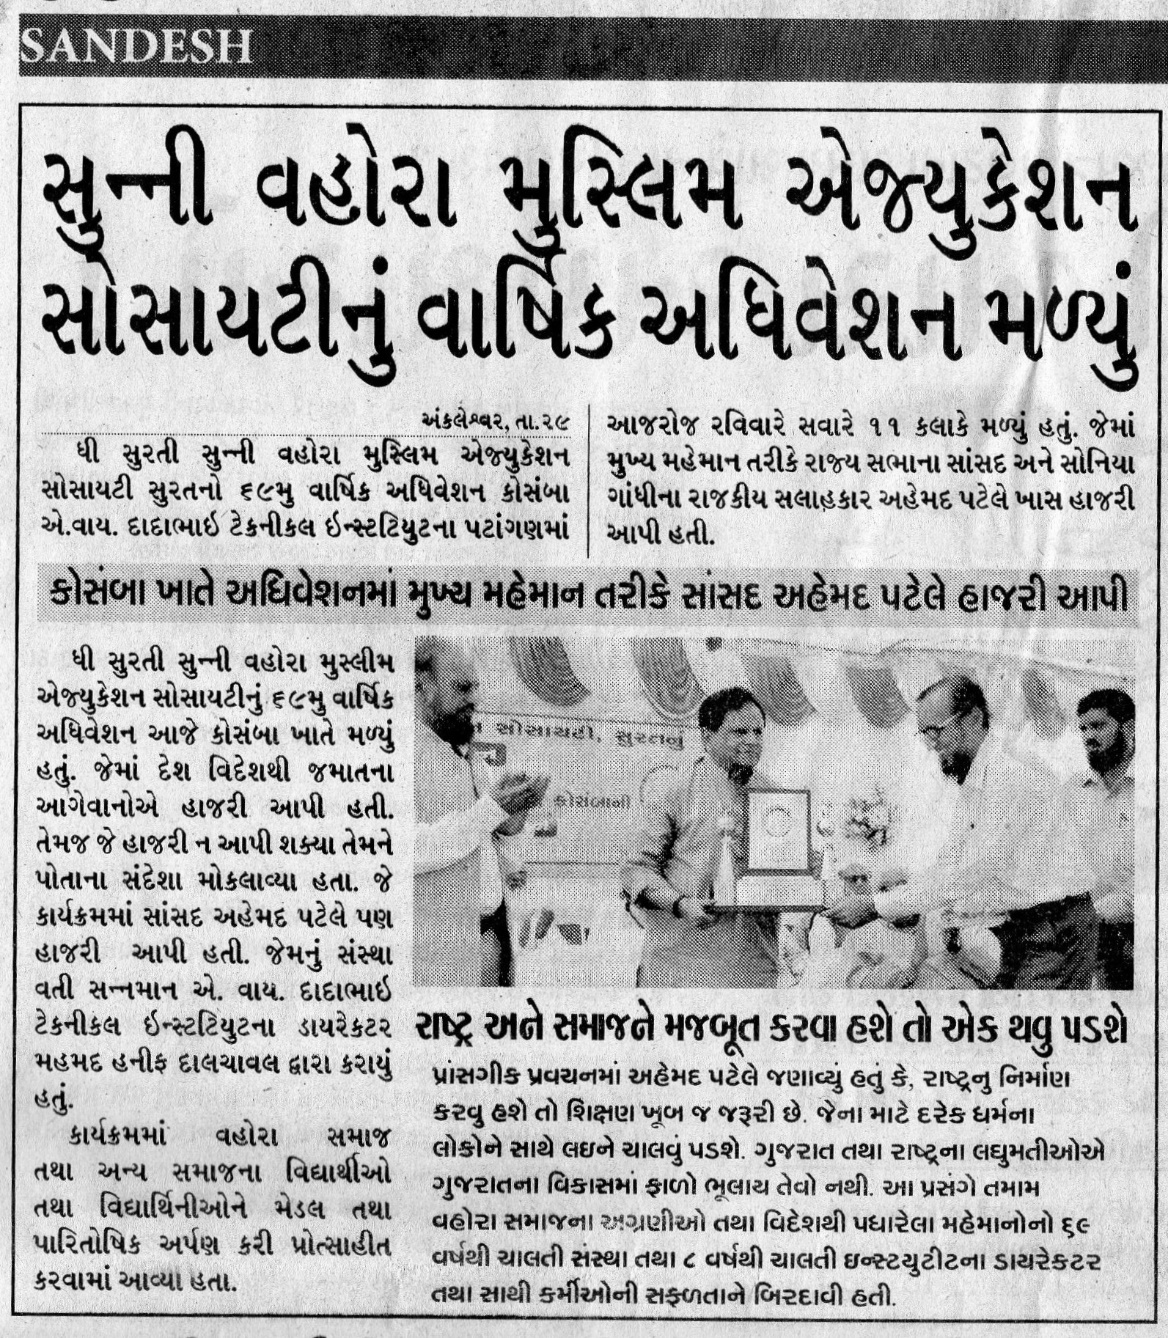 SANDESH
સુન્ની વહોરા મુસ્લિમ એજ્યુકેશન
સોસાયટીનું વાર્ષિક અધિવેશન મળ્યું
અંકલેશ્વર, તા.૨૯
ધી સુરતી સુન્ની વહોરા મુસ્લિમ એજ્યુકેશન
સોસાયટી સુરતનો ૬૯મુ વાર્ષિક અધિવેશન કોસંબા
એ.વાય. દાદાભાઇ ટેકનીકલ ઇન્સ્ટટિયુટના પટાંગણમાં
આજરોજ રવિવારે સવારે ૧૧ કલાકે મળ્યું હતું. જેમાં
મુખ્ય મહેમાન તરીકે રાજ્ય સભાના સાંસદ અને સોનિયા
ગાંધીના રાજકીય સલાહકાર અહેમદ પટેલે ખાસ હાજરી
આપી હતી.
કોસંબા ખાતે અધિવેશનમાં મુખ્ય મહેમાન તરીકે સાંસદ અહેમદ પટેલે હાજરી આપી
ધી સુરતી સુન્ની વહોરા મુસ્લીમ
એજ્યુકેશન સોસાયટીનું ૬૯મુ વાર્ષિક
અધિવેશન આજે કોસંબા ખાતે મળ્યું
હતું. જેમાં દેશ વિદેશથી જમાતના
આગેવાનોએ હાજરી આપી હતી.
તેમજ જે હાજરી ન આપી શક્યા તેમને
પોતાના સંદેશા મોકલાવ્યા હતા. જે
કાર્યક્રમમાં સાંસદ અહેમદ પટેલે પણ
હાજરી આપી હતી. જેમનું સંસ્થા
વતી સન્નમાન એ. વાય. દાદાભાઇ
ટેકનીકલ ઇન્સ્ટટિયુટના ડાયરેકટર
મહમદ હનીફ દાલચાવલ દ્વારા કરાયું
હતું.
કાર્યક્રમમાં વહોરા સમાજ
તથા અન્ય સમાજના વિદ્યાર્થીઓ
તથા વિદ્યાર્થિનીઓને મેડલ તથા
પારિતોષિક અર્પણ કરી પ્રોત્સાહીત
કરવામાં આવ્યા હતા.
ન સોસાયટી, સુરતનું
કોસંબાની
રાષ્ટ્ર અને સમાજને મજબૂત કરવા હશે તો એક થવુ પડશે
પ્રાંસગીક પ્રવચનમાં અહેમદ પટેલે જણાવ્યું હતું કે, રાષ્ટ્રનુ નિર્માણ
કરવુ હશે તો શિક્ષણ ખૂબ જ જરૂરી છે. જેના માટે દરેક ધર્મના
લોકોને સાથે લઇને ચાલવું પડશે. ગુજરાત તથા રાષ્ટ્રના લઘુમતીઓએ
ગુજરાતના વિકાસમાં ફાળો ભૂલાય તેવો નથી. આ પ્રસંગે તમામ
વહોરા સમાજના અગ્રણીઓ તથા વિદેશથી પધારેલા મહેમાનોનો ૬૯
વર્ષથી ચાલતી સંસ્થા તથા ૮ વર્ષથી ચાલતી ઇન્સ્ટયુટીટના ડાયરેકટર
તથા સાથી કર્મીઓની સફળતાને બિરદાવી હતી.